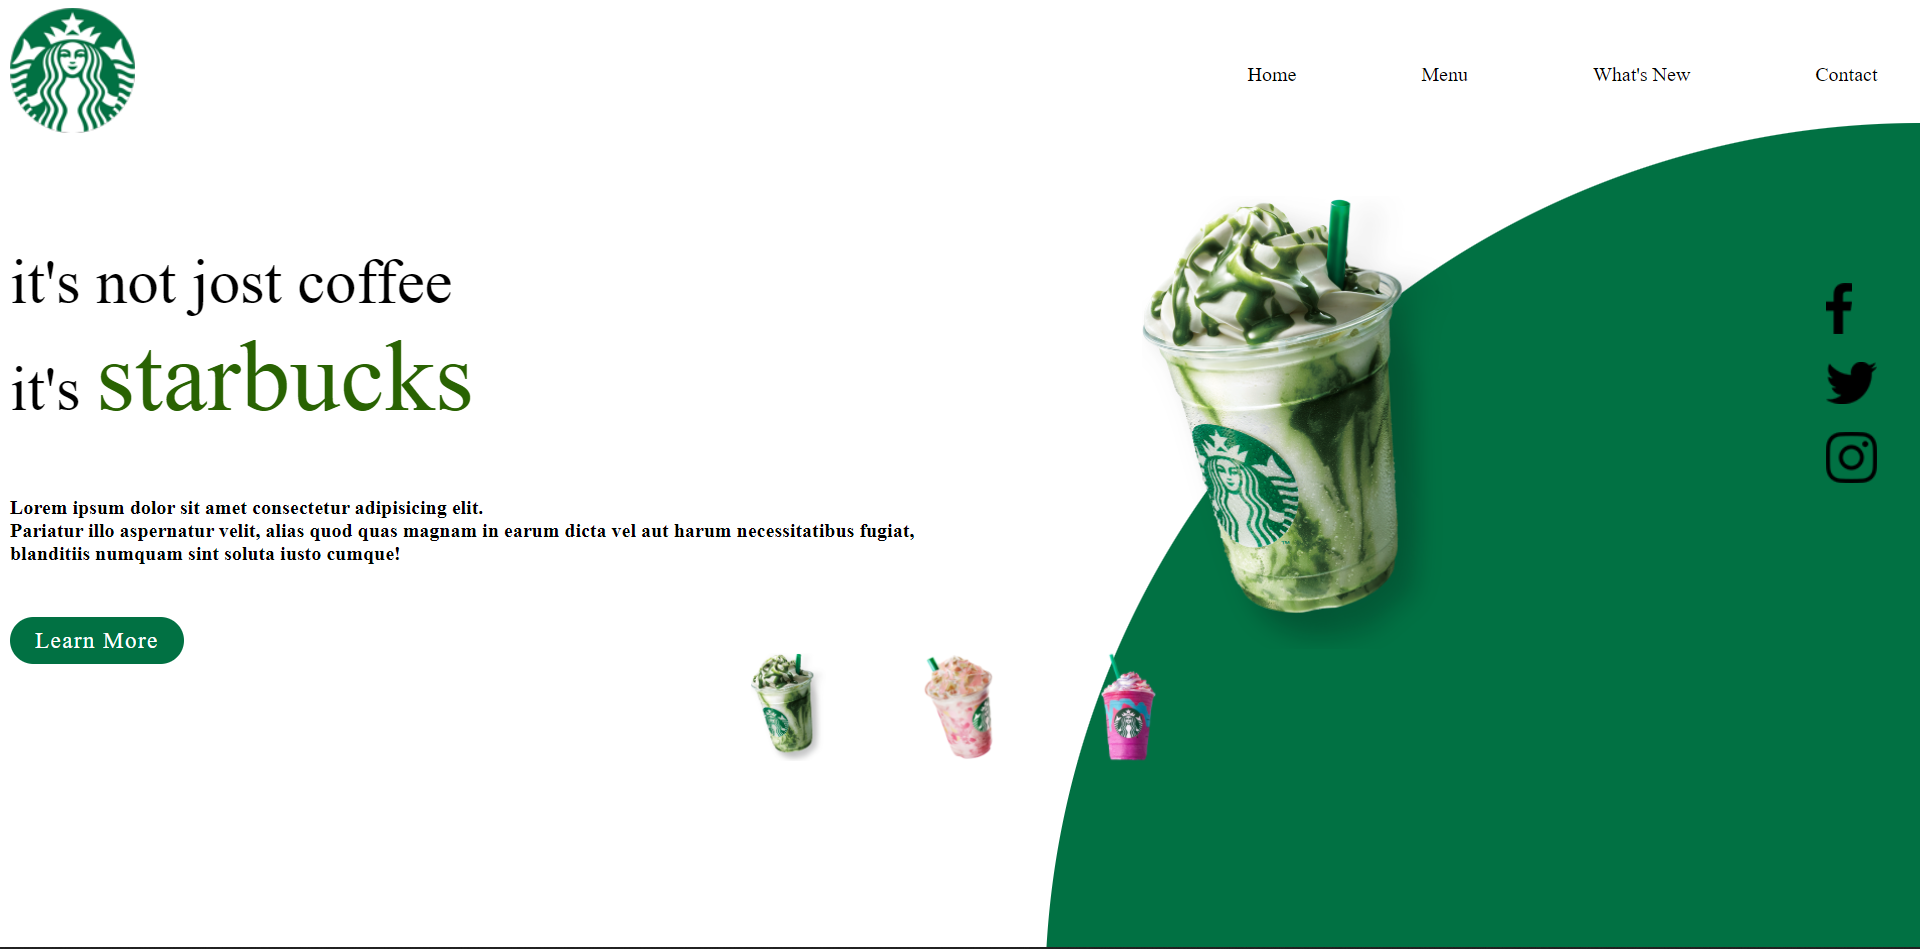 Home
Menu
What's New
Contact
it's not jost coffee
it's starbucks
Lorem ipsum dolor sit amet consectetur adipisicing elit.
Pariatur illo aspernatur velit, alias quod quas magnam in earum dicta vel aut harum necessitatibus fugiat,
blanditiis numquam sint soluta iusto cumque!
Learn More